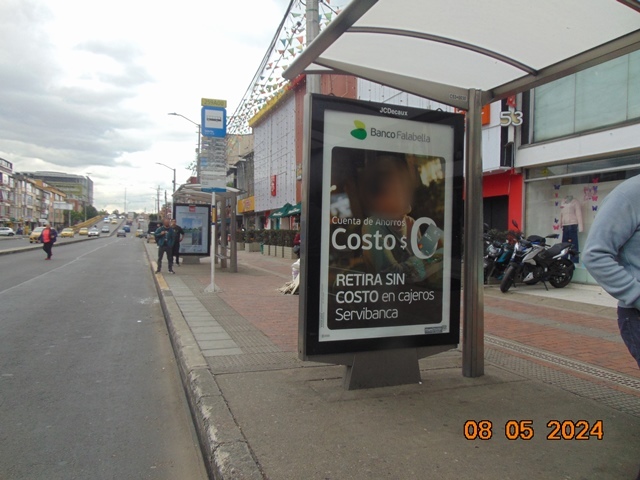 JCDecaux
53
Banco Falabella
Cuenta de Ahorros
Costo $0
RETIRA SIN
COSTO en cajeros
Servibanca
08 05 2024